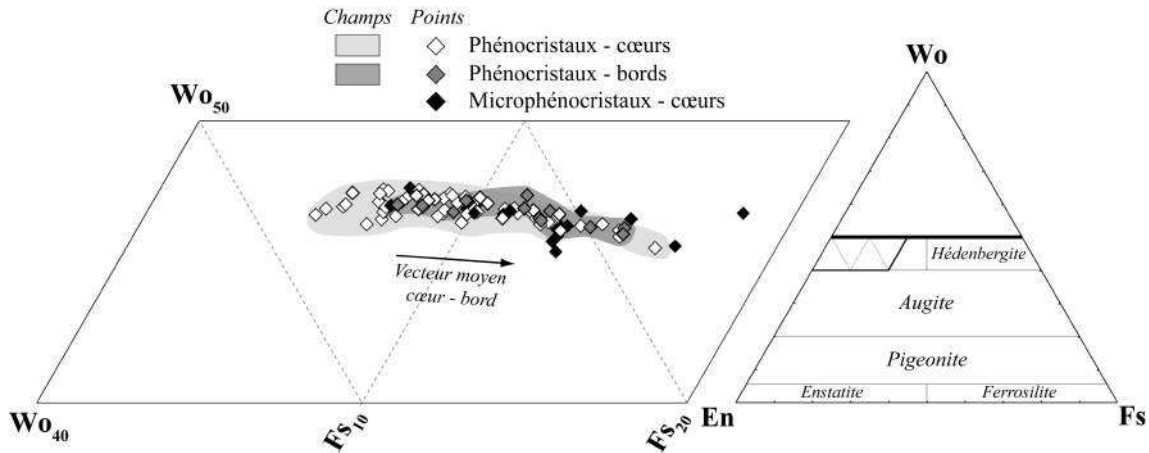 Champs Points
Phénocristaux - cœurs
Phénocristaux - bords
Microphénocristaux - cœurs
Wo50
Vecteur moyen
cœur - bord
Wo40
Fs10
Fs20
Wo
Hédenbergite
Augite
Pigeonite
Enstatite Ferrosilite
En Fs